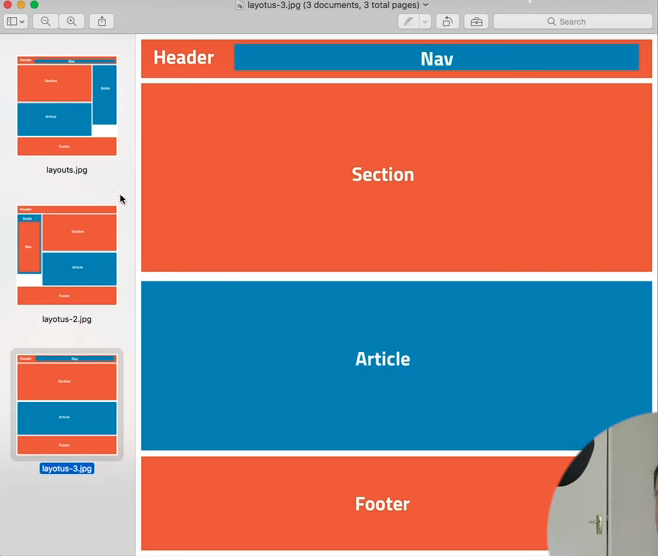 layotus-3.jpg (3 documents, 3 total pages)
Search
Header
Nav
Section
Aside
Article
Footer
layouts.jpg
Header
Aside
Nav
Section
Article
Footer
layotus-2.jpg
Header
Nav
Section
Article
Footer
layotus-3.jpg
Header
Nav
Section
Article
Footer